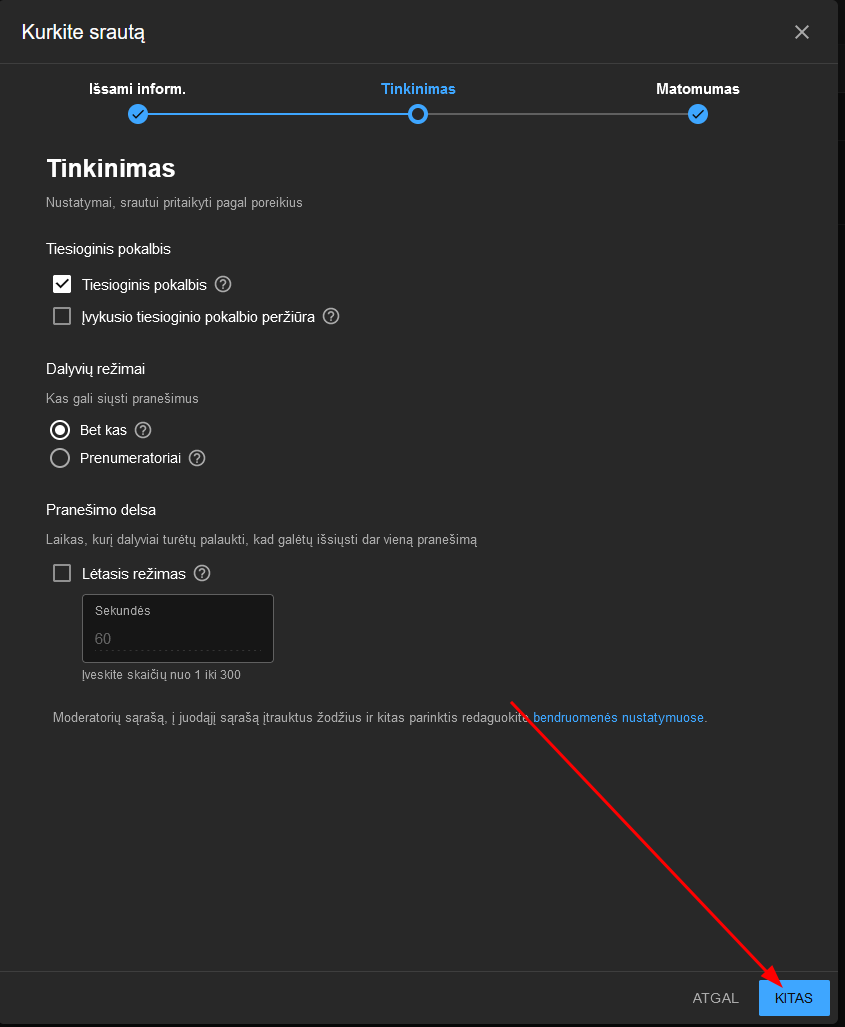 Kurkite srautą
Išsami inform.
Tinkinimas
Matomumas
Tinkinimas
Nustatymai, srautui pritaikyti pagal poreikius
Tiesioginis pokalbis
Tiesioginis pokalbis
Įvykusio tiesioginio pokalbio peržiūra
Dalyvių režimai
Kas gali siųsti pranešimus
Bet kas
Prenumeratoriai
Pranešimo delsa
Laikas, kurį dalyviai turėtų palaukti, kad galėtų išsiųsti dar vieną pranešimą
Lėtasis režimas
Sekundės
60
Įveskite skaičių nuo 1 iki 300
Moderatorių sąrašą, į juodąjį sąrašą įtrauktus žodžius ir kitas parinktis redaguokite bendruomenės nustatymuose.
ATGAL
KITAS